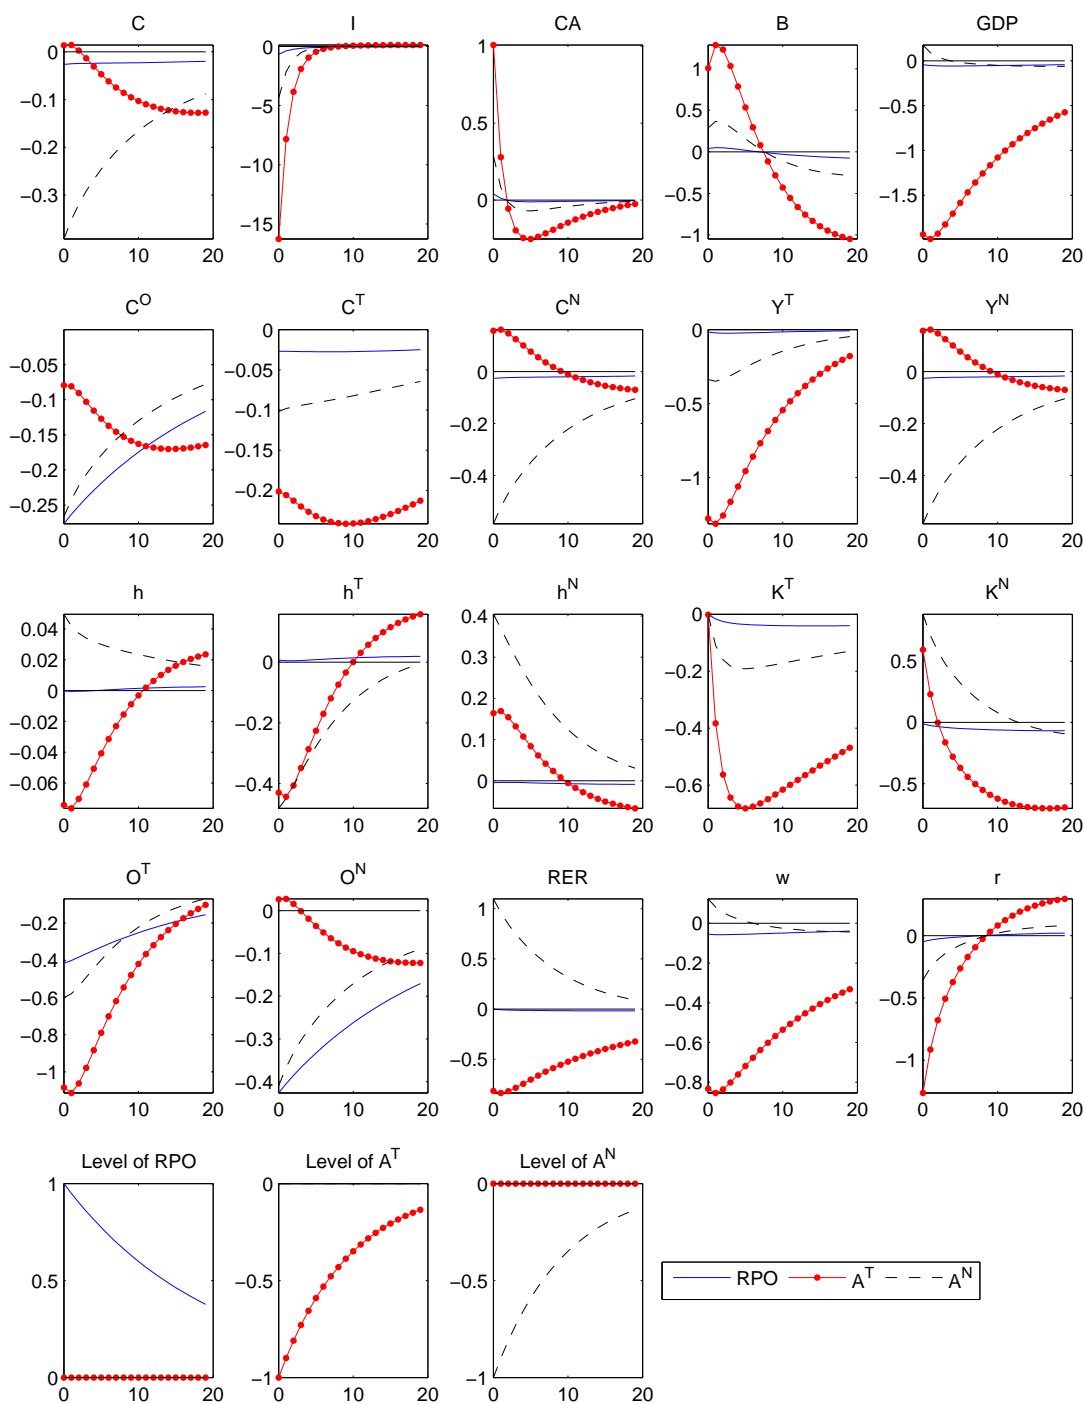 C I CA B GDP
0 −0.1 −0.2 −0.3 0 −5 −10 −15 1 0.5 0 1 0.5 0 −0.5 −1 0 −0.5 −1 −1.5
0 10 20 0 10 20 0 10 20 0 10 20 0 10 20
C^O C^T C^N Y^T Y^N
−0.05 −0.1 −0.15 −0.2 −0.25 0 −0.05 −0.1 −0.15 −0.2 0 −0.2 −0.4 0 −0.5 −1 0 −0.2 −0.4
0 10 20 0 10 20 0 10 20 0 10 20 0 10 20
h h^T h^N K^T K^N
0.04 0.02 0 −0.02 −0.04 −0.06 0 −0.2 −0.4 0.4 0.3 0.2 0.1 0 0 −0.2 −0.4 −0.6 0.5 0 −0.5
0 10 20 0 10 20 0 10 20 0 10 20 0 10 20
O^T O^N RER w r
−0.2 −0.4 −0.6 −0.8 −1 0 −0.1 −0.2 −0.3 −0.4 1 0.5 0 −0.5 0 −0.2 −0.4 −0.6 −0.8 0 −0.5 −1
0 10 20 0 10 20 0 10 20 0 10 20 0 10 20
Level of RPO Level of A^T Level of A^N
1 0.5 0 0 −0.5 −1 0 −0.5 −1
0 10 20 0 10 20 0 10 20
RPO A^T A^N